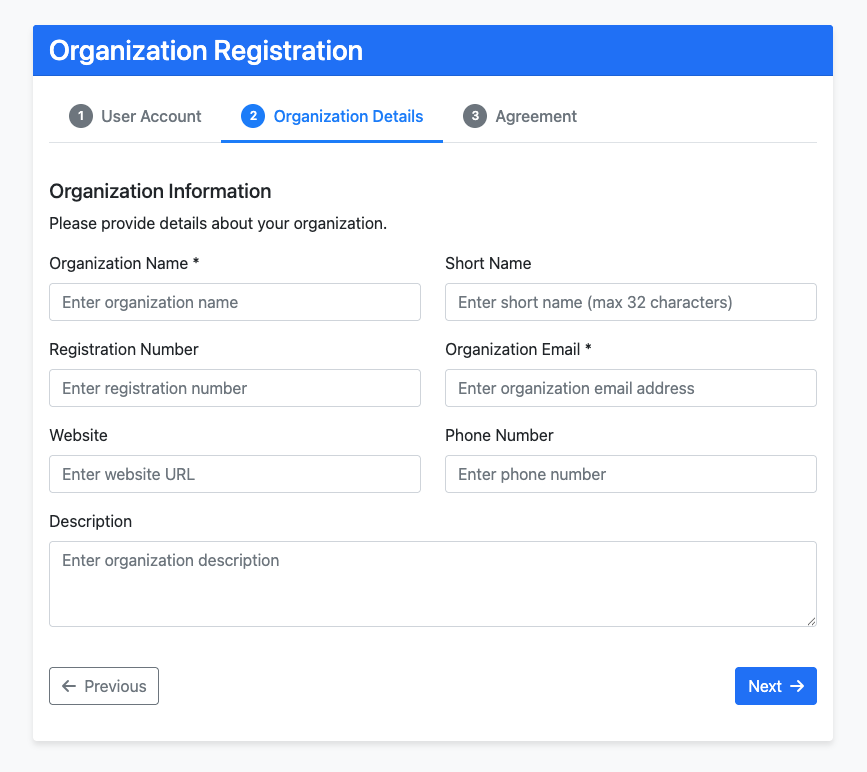 Organization Registration
1 User Account 2 Organization Details 3 Agreement
Organization Information
Please provide details about your organization.
Organization Name * Short Name
Enter organization name Enter short name (max 32 characters)
Registration Number Organization Email *
Enter registration number Enter organization email address
Website Phone Number
Enter website URL Enter phone number
Description
Enter organization description
← Previous Next →